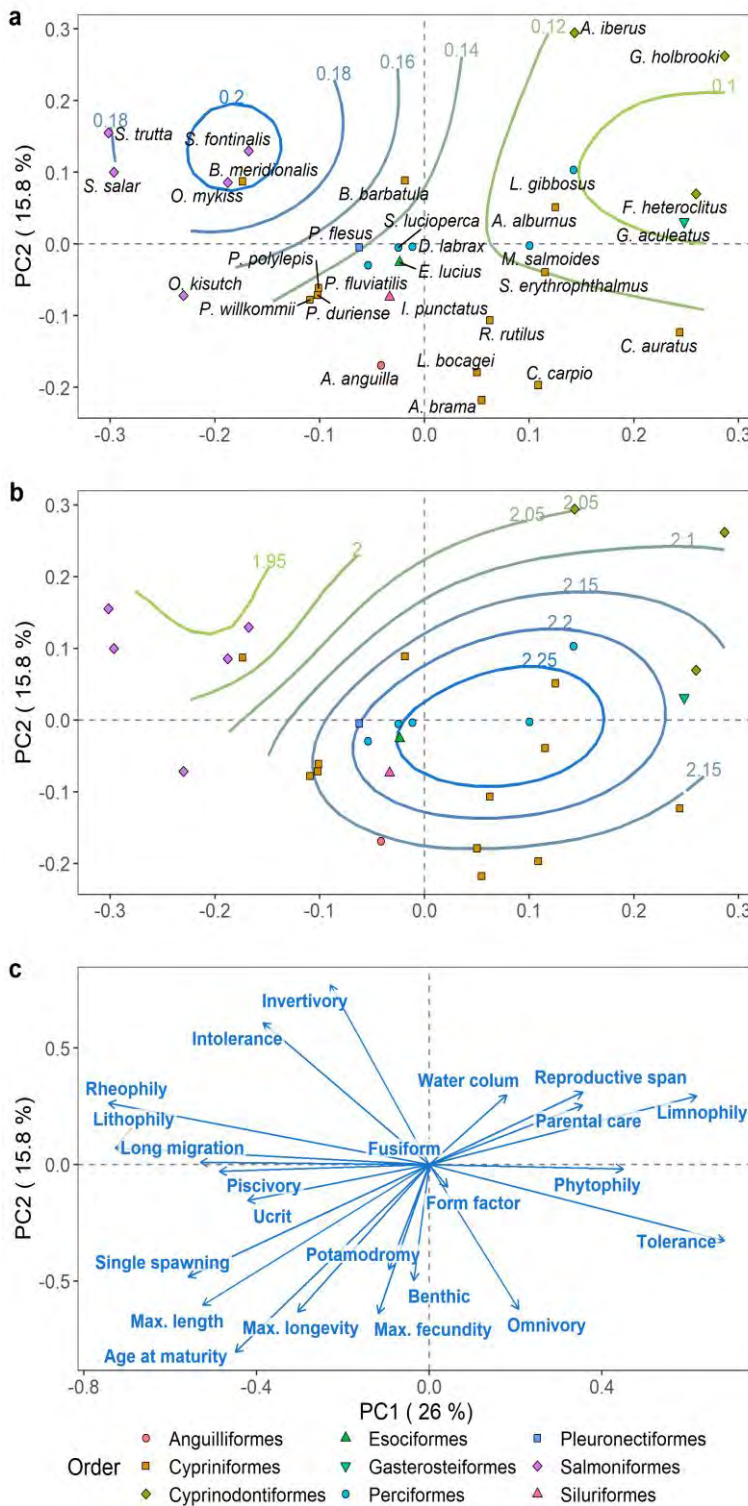 a
0.3
0.2
0.1
0.0
-0.1
-0.2
PC2 ( 15.8 %)
0.12
A. iberus
G. holbrooki
0.14
0.16
0.18
0.2
0.1
0.18
S. trutta
S. fontinalis
S. salar
B. meridionalis
O. mykiss
B. barbatula
L. gibbosus
F. heteroclitus
P. flesus
S. lucioperca
A. alburnus
G. aculeatus
D. labrax
M. salmoides
P. polylepis
E. lucius
O. kisutch
P. fluviatilis
S. erythrophthalmus
P. willkommii
P. duriense
I. punctatus
R. rutilus
C. auratus
L. bocagei
A. anguilla
C. carpio
A. brama
-0.3 -0.2 -0.1 0.0 0.1 0.2 0.3
b
0.3
0.2
0.1
0.0
-0.1
-0.2
PC2 ( 15.8 %)
2.05
2.05
2.1
1.95
2
2.15
2.2
2.25
2.15
-0.3 -0.2 -0.1 0.0 0.1 0.2 0.3
c
0.5
0.0
-0.5
PC2 ( 15.8 %)
Invertivory
Intolerance
Rheophily
Water colum
Reproductive span
Lithophily
Parental care
Limnophily
Long migration
Fusiform
Piscivory
Form factor
Phytophily
Ucrit
Tolerance
Single spawning
Potamodromy
Benthic
Max. length
Max. longevity
Max. fecundity
Omnivory
Age at maturity
-0.8 -0.4 0.0 0.4
PC1 ( 26 %)
Order
Anguilliformes Esociformes Pleuronectiformes
Cypriniformes Gasterosteiformes Salmoniformes
Cyprinodontiformes Perciformes Siluriformes